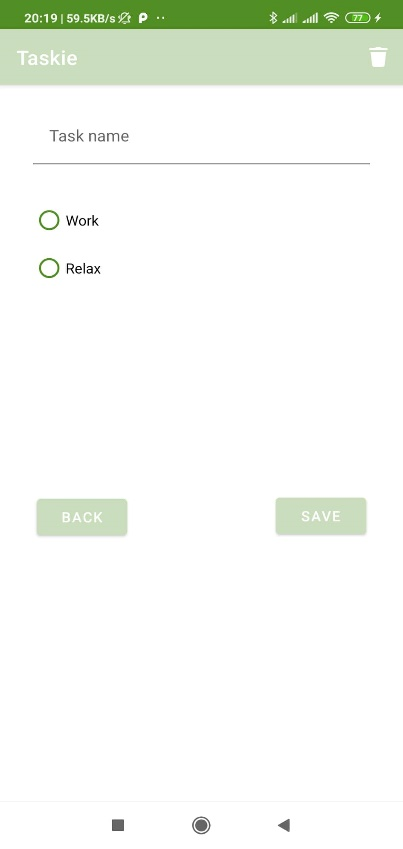 20:19 | 59.5KB/s
77
Taskie
Task name
Work
Relax
BACK
SAVE